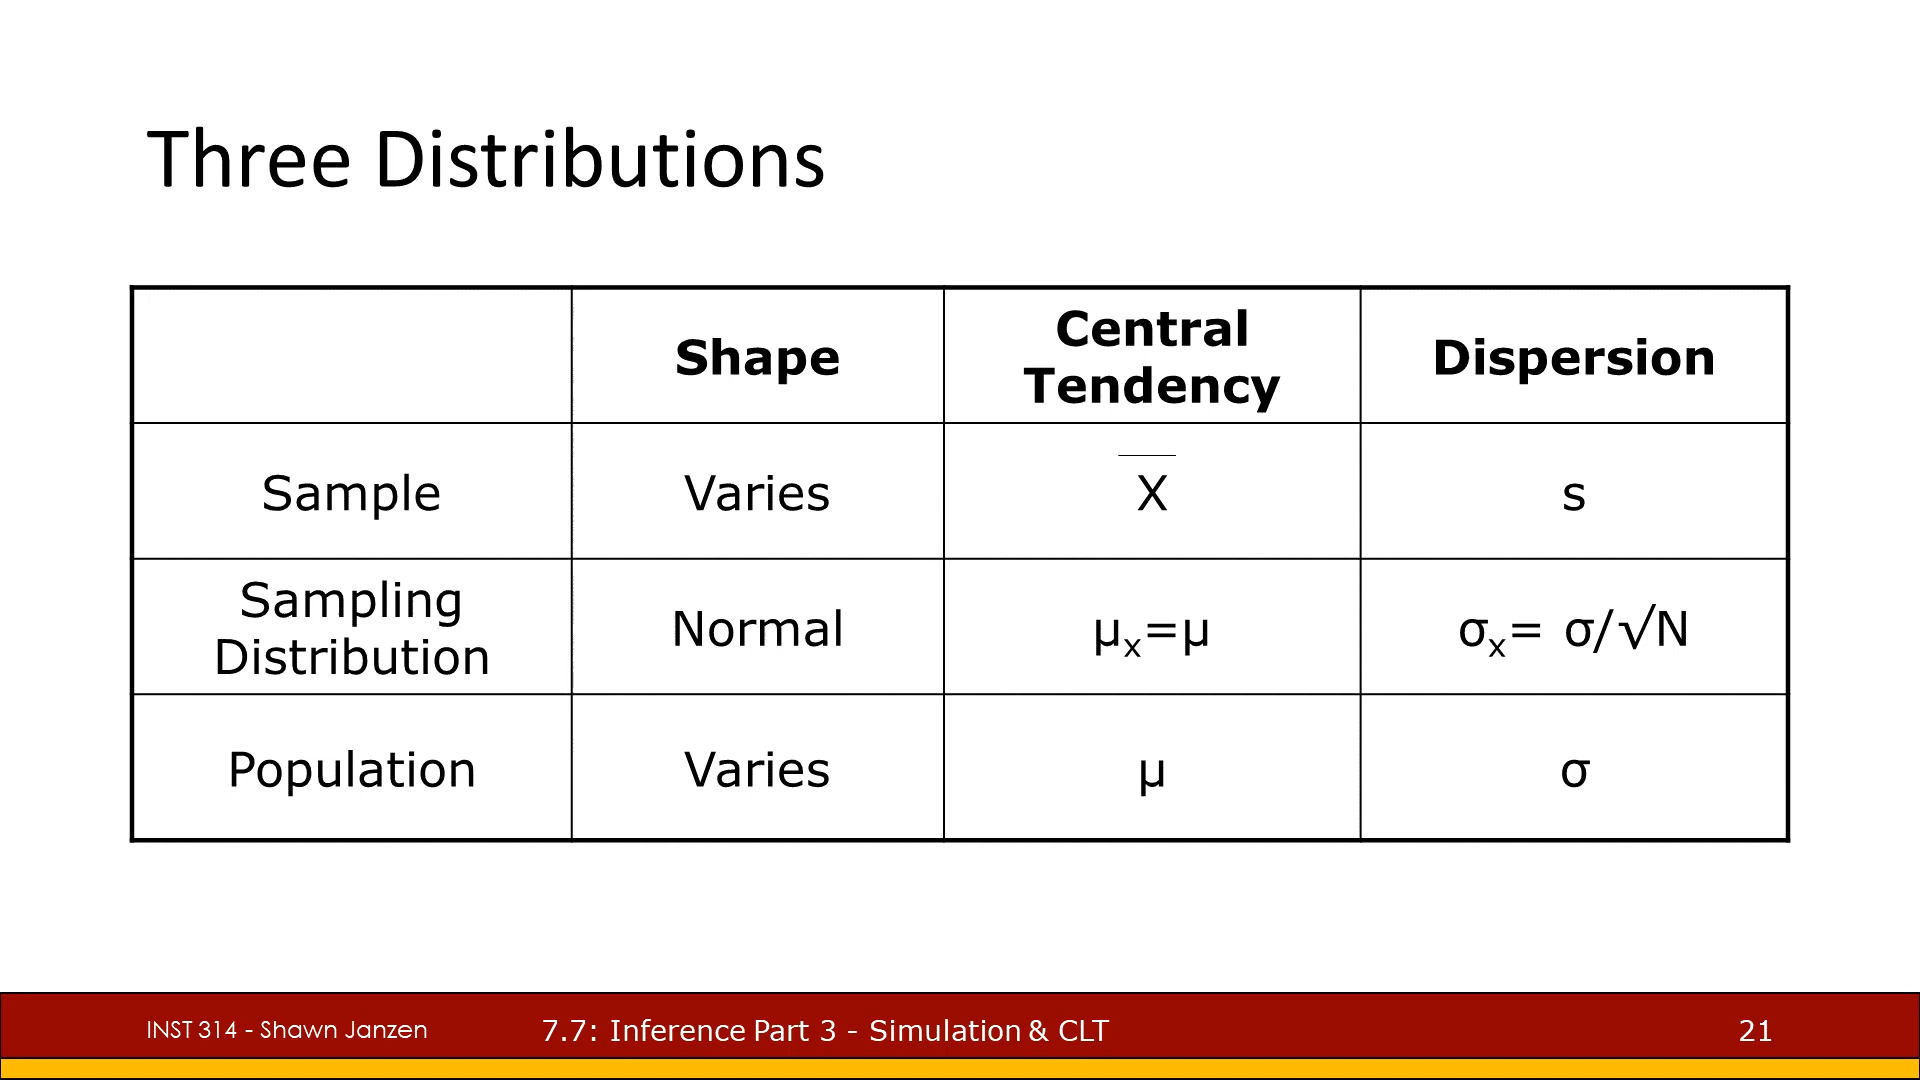 Three Distributions
Shape
Central
Tendency
Dispersion
Sample
Varies
X̅
s
Sampling
Distribution
Normal
μₓ=μ
σₓ= σ/√N
Population
Varies
μ
σ
INST 314 - Shawn Janzen
7.7: Inference Part 3 - Simulation & CLT
21